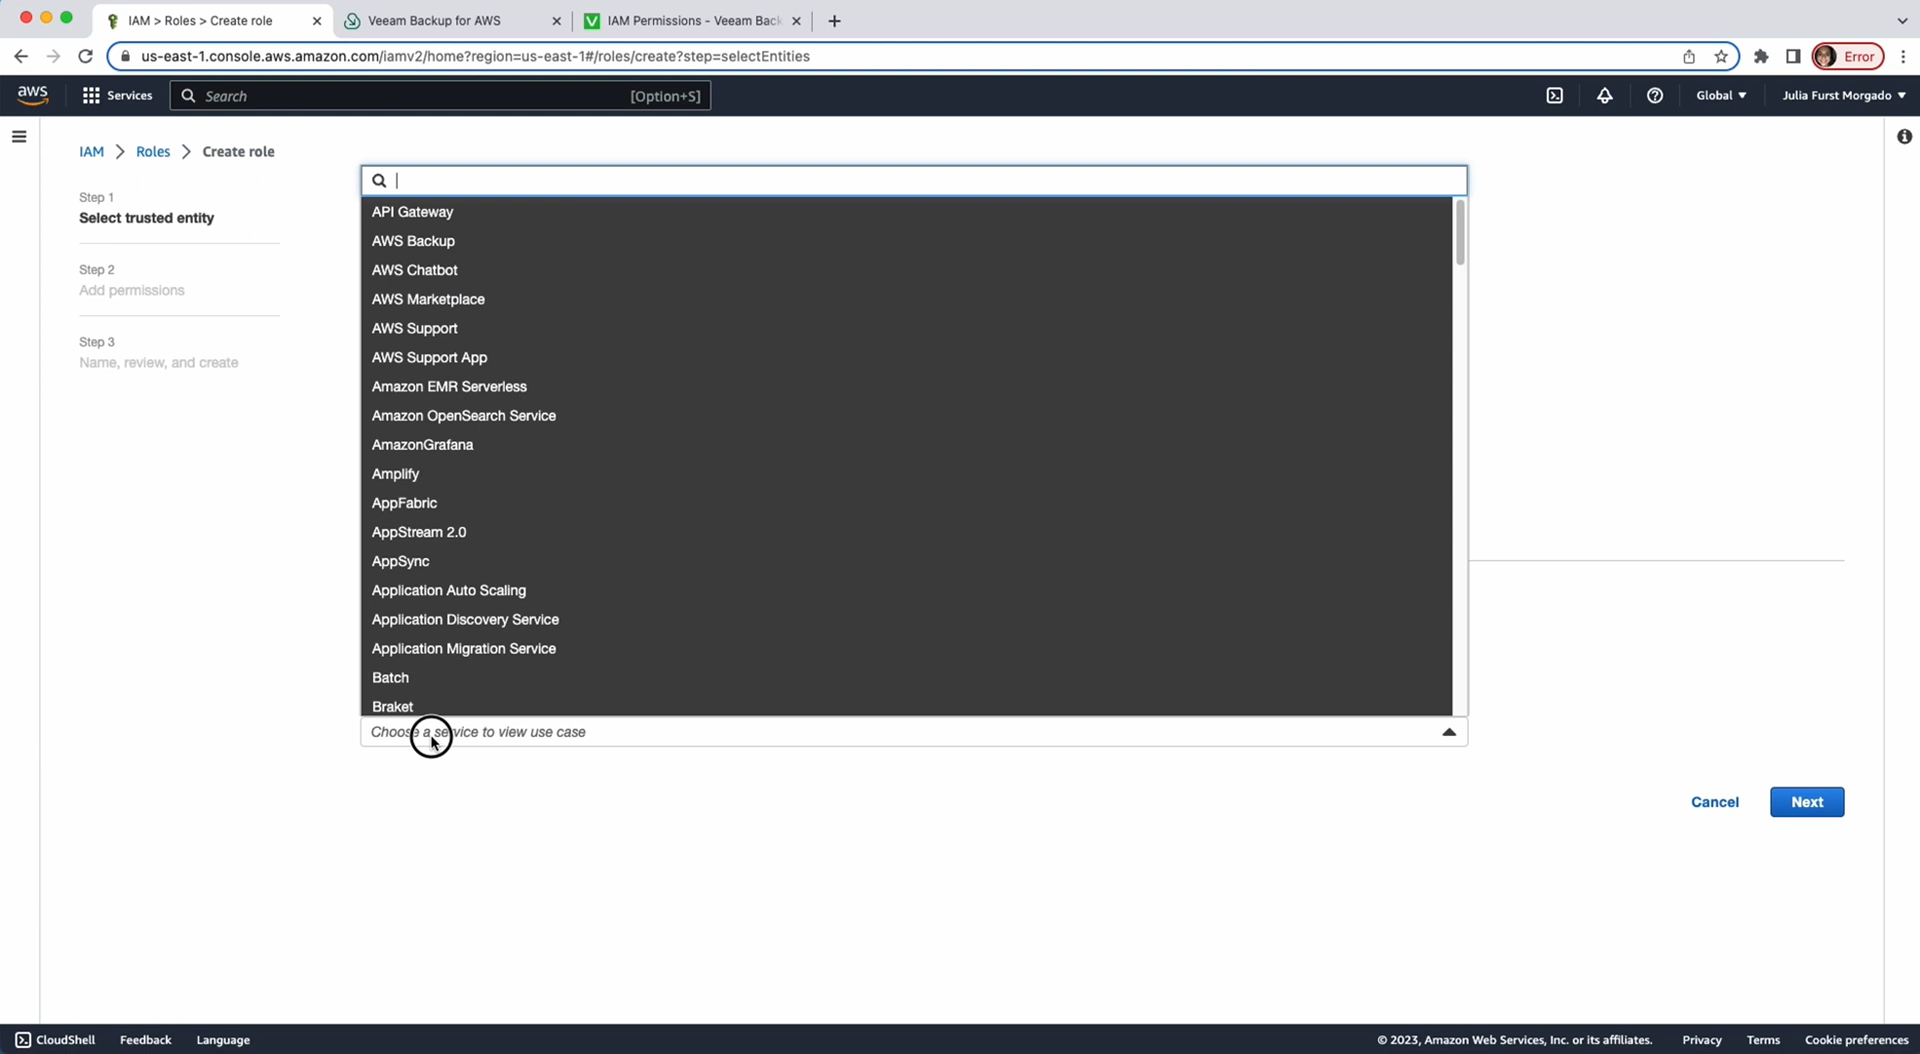 IAM > Roles > Create role
Veeam Backup for AWS
IAM Permissions - Veeam Back
us-east-1.console.aws.amazon.com/iamv2/home?region=us-east-1#/roles/create?step=selectEntities
Error
aws
Services
Search
[Option+S]
Global
Julia Furst Morgado
IAM > Roles > Create role
Step 1
Select trusted entity
Step 2
Add permissions
Step 3
Name, review, and create
API Gateway
AWS Backup
AWS Chatbot
AWS Marketplace
AWS Support
AWS Support App
Amazon EMR Serverless
Amazon OpenSearch Service
AmazonGrafana
Amplify
AppFabric
AppStream 2.0
AppSync
Application Auto Scaling
Application Discovery Service
Application Migration Service
Batch
Braket
Choose a service to view use case
Cancel
Next
CloudShell
Feedback
Language
© 2023, Amazon Web Services, Inc. or its affiliates.
Privacy
Terms
Cookie preferences